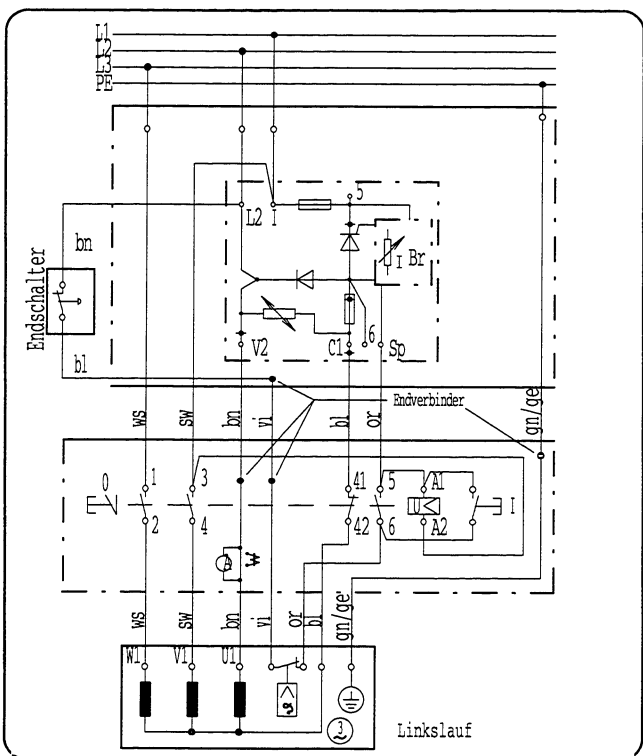 L1
L2
L3
PE
5
L2 1
bn
I Br
Endschalter
V2 C1 6 Sp
bl
ws sw bn vi bl or Endverbinder gn/ge
0 1 3 41 5 A1
U I
2 4 42 6 A2
A
ws sw bn vi or bl gn/ge
W1 V1 U1
3
Linkslauf